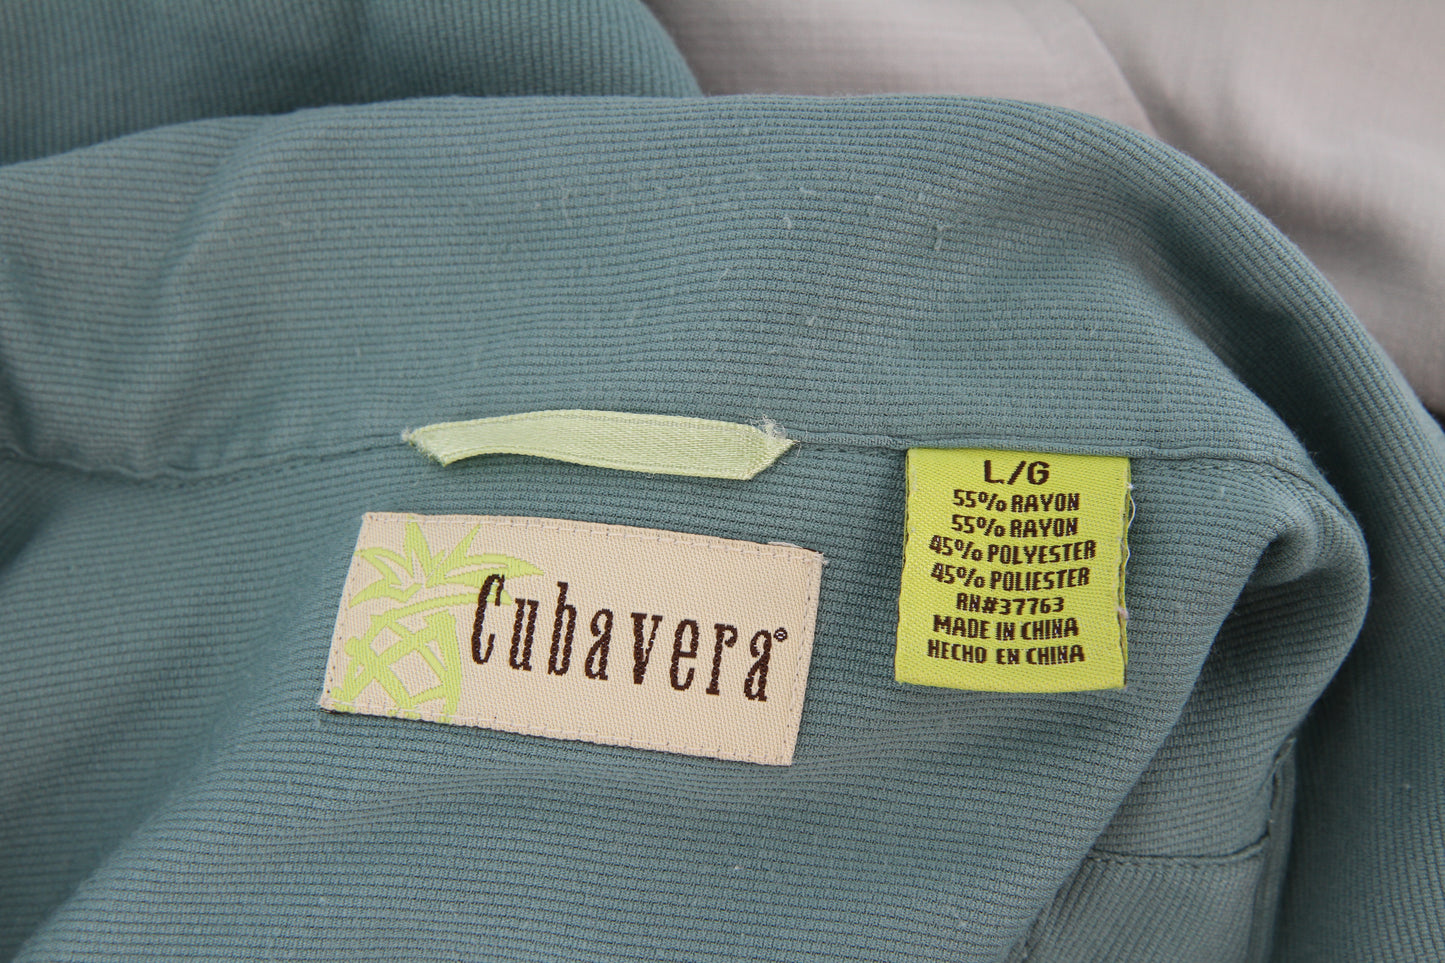 Cubavera®
L/G
55% RAYON
55% RAYON
45% POLYESTER
45% POLIESTER
RN#37763
MADE IN CHINA
HECHO EN CHINA